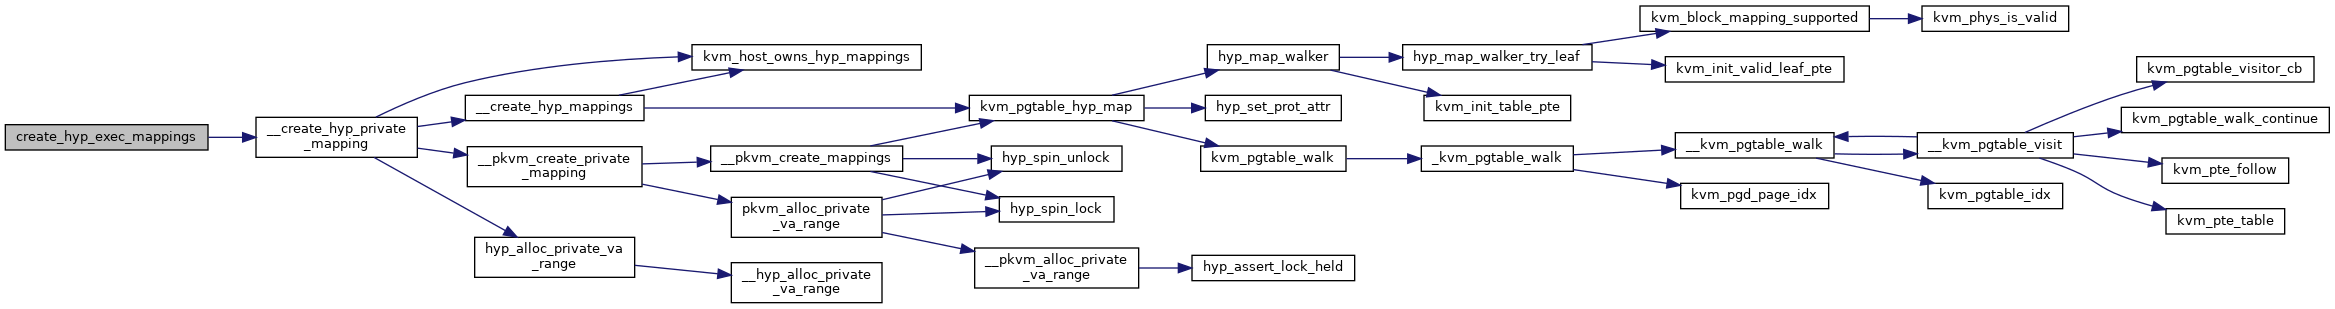 create_hyp_exec_mappings
__create_hyp_private
_mapping
kvm_host_owns_hyp_mappings
__create_hyp_mappings
__pkvm_create_private
_mapping
hyp_alloc_private_va
_range
__pkvm_create_mappings
pkvm_alloc_private
_va_range
__hyp_alloc_private
_va_range
kvm_pgtable_hyp_map
hyp_spin_unlock
hyp_spin_lock
__pkvm_alloc_private
_va_range
hyp_map_walker
hyp_set_prot_attr
kvm_pgtable_walk
hyp_assert_lock_held
hyp_map_walker_try_leaf
kvm_init_table_pte
_kvm_pgtable_walk
kvm_block_mapping_supported
kvm_init_valid_leaf_pte
__kvm_pgtable_walk
kvm_pgd_page_idx
kvm_phys_is_valid
__kvm_pgtable_visit
kvm_pgtable_idx
kvm_pgtable_visitor_cb
kvm_pgtable_walk_continue
kvm_pte_follow
kvm_pte_table